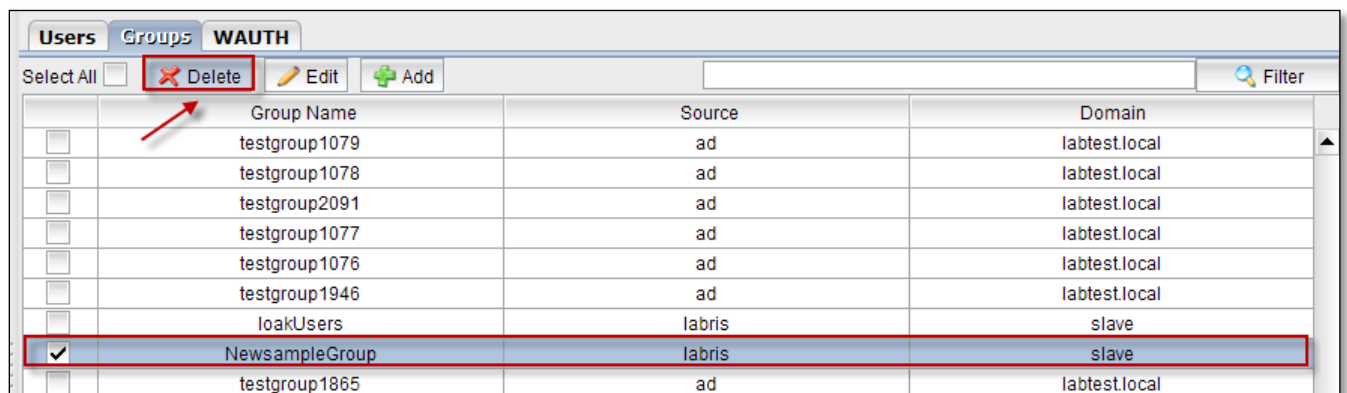 Users Groups WAUTH
Select All Delete Edit Add Filter
Group Name Source Domain
testgroup1079 ad labtest.local
testgroup1078 ad labtest.local
testgroup2091 ad labtest.local
testgroup1077 ad labtest.local
testgroup1076 ad labtest.local
testgroup1946 ad labtest.local
loakUsers labris slave
NewsampleGroup labris slave
testgroup1865 ad labtest.local